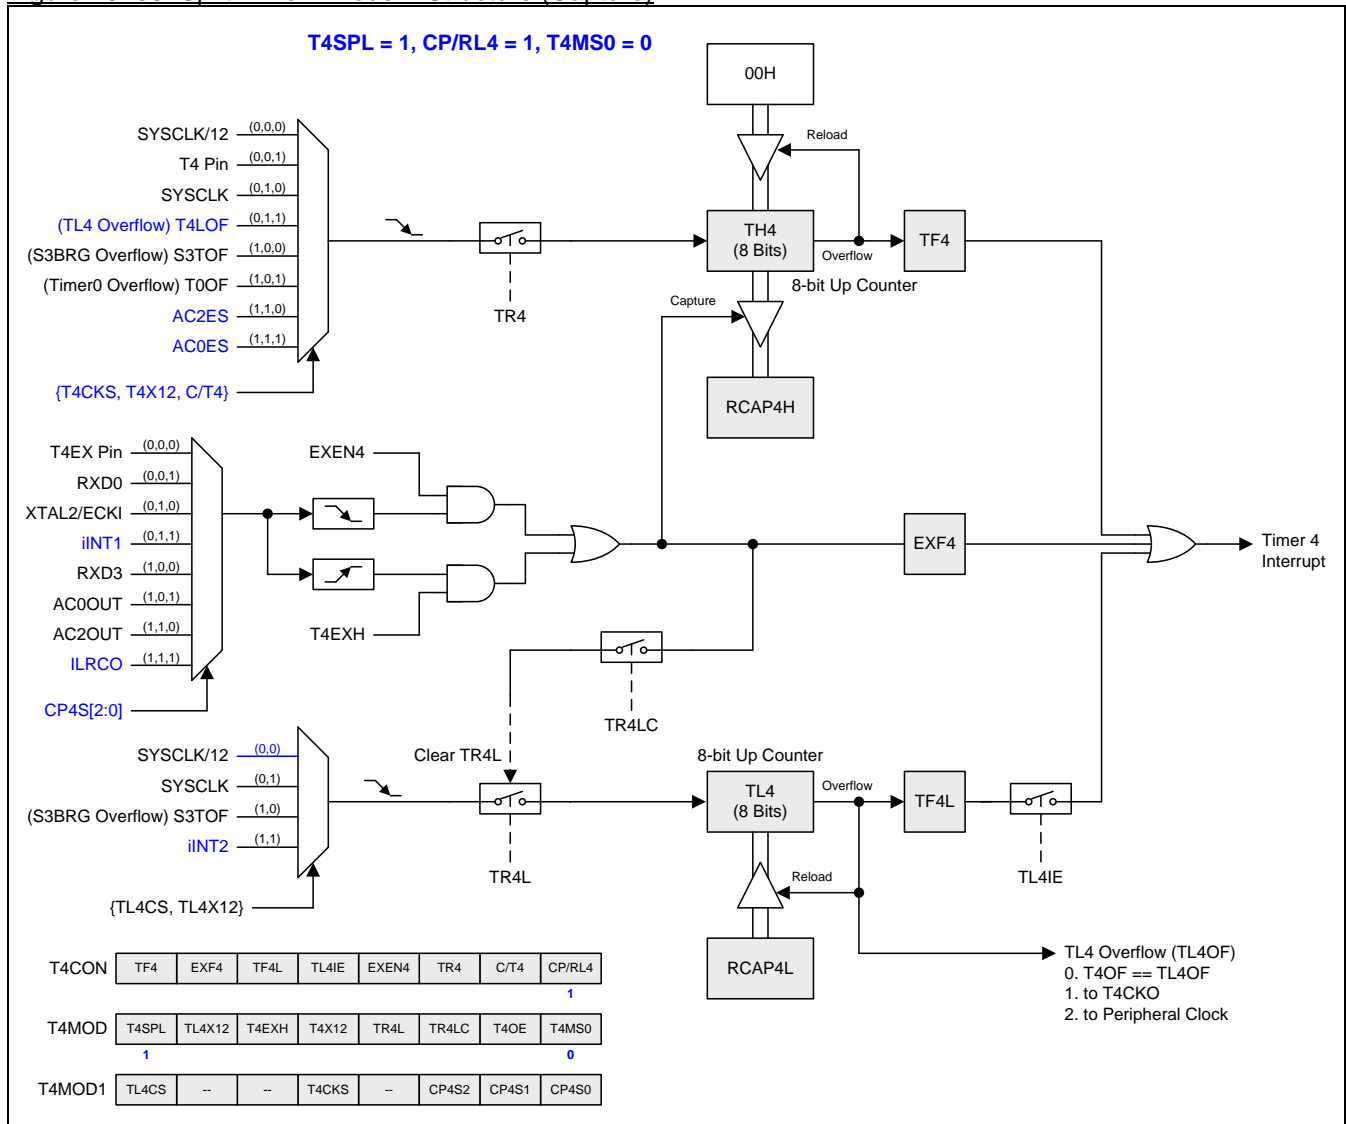 T4SPL = 1, CP/RL4 = 1, T4MS0 = 0
00H
Reload
SYSCLK/12 (0,0,0)
T4 Pin (0,0,1)
SYSCLK (0,1,0)
(TL4 Overflow) T4LOF (0,1,1)
(S3BRG Overflow) S3TOF (1,0,0)
(Timer0 Overflow) T0OF (1,0,1)
AC2ES (1,1,0)
AC0ES (1,1,1)
{T4CKS, T4X12, C/T4}
TR4
TH4
(8 Bits)
Overflow
8-bit Up Counter
TF4
Capture
RCAP4H
T4EX Pin (0,0,0)
RXD0 (0,0,1)
XTAL2/ECKI (0,1,0)
iINT1 (0,1,1)
RXD3 (1,0,0)
AC0OUT (1,0,1)
AC2OUT (1,1,0)
ILRCO (1,1,1)
CP4S[2:0]
EXEN4
T4EXH
EXF4
Timer 4
Interrupt
TR4LC
Clear TR4L
SYSCLK/12 (0,0)
SYSCLK (0,1)
(S3BRG Overflow) S3TOF (1,0)
iINT2 (1,1)
{TL4CS, TL4X12}
TR4L
8-bit Up Counter
TL4
(8 Bits)
Overflow
TF4L
TL4IE
Reload
RCAP4L
TL4 Overflow (TL4OF)
0. T4OF == TL4OF
1. to T4CKO
2. to Peripheral Clock
T4CON TF4 EXF4 TF4L TL4IE EXEN4 TR4 C/T4 CP/RL4
1
T4MOD T4SPL TL4X12 T4EXH T4X12 TR4L TR4LC T4OE T4MS0
1 0
T4MOD1 TL4CS -- -- T4CKS -- CP4S2 CP4S1 CP4S0